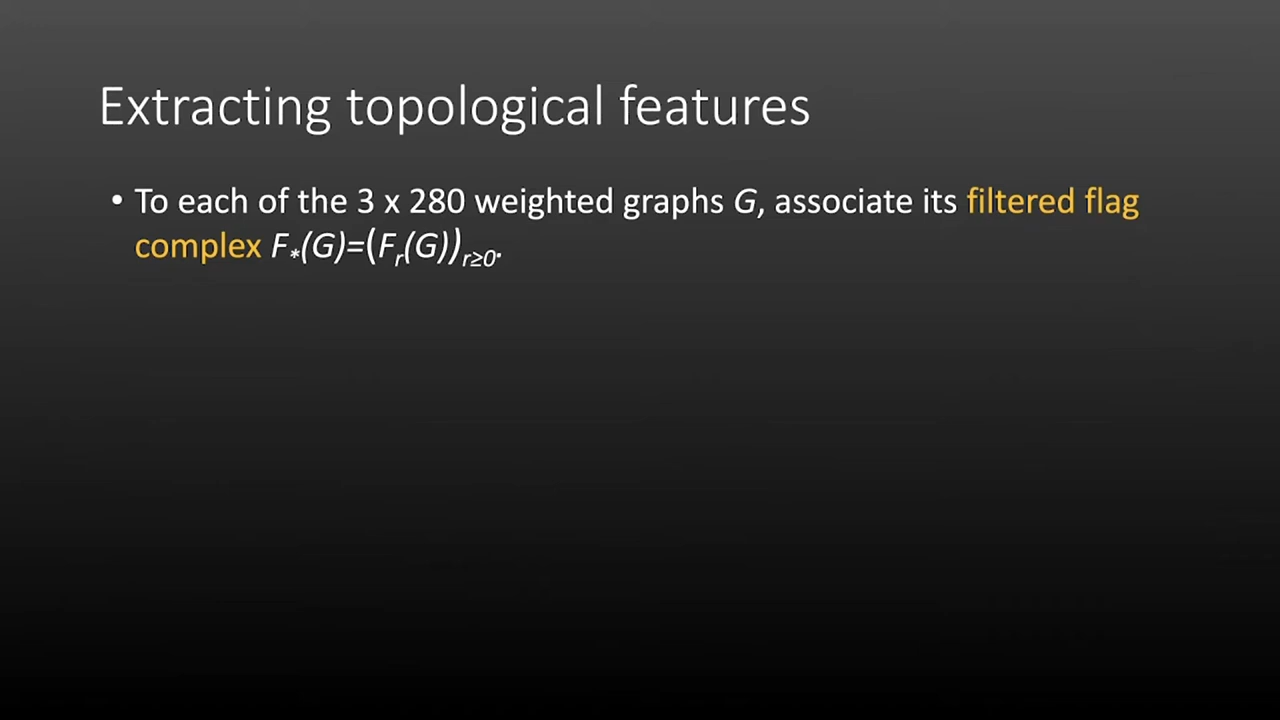 Extracting topological features
• To each of the 3 x 280 weighted graphs G, associate its filtered flag
complex F*(G)=(Fr(G))r≥0.